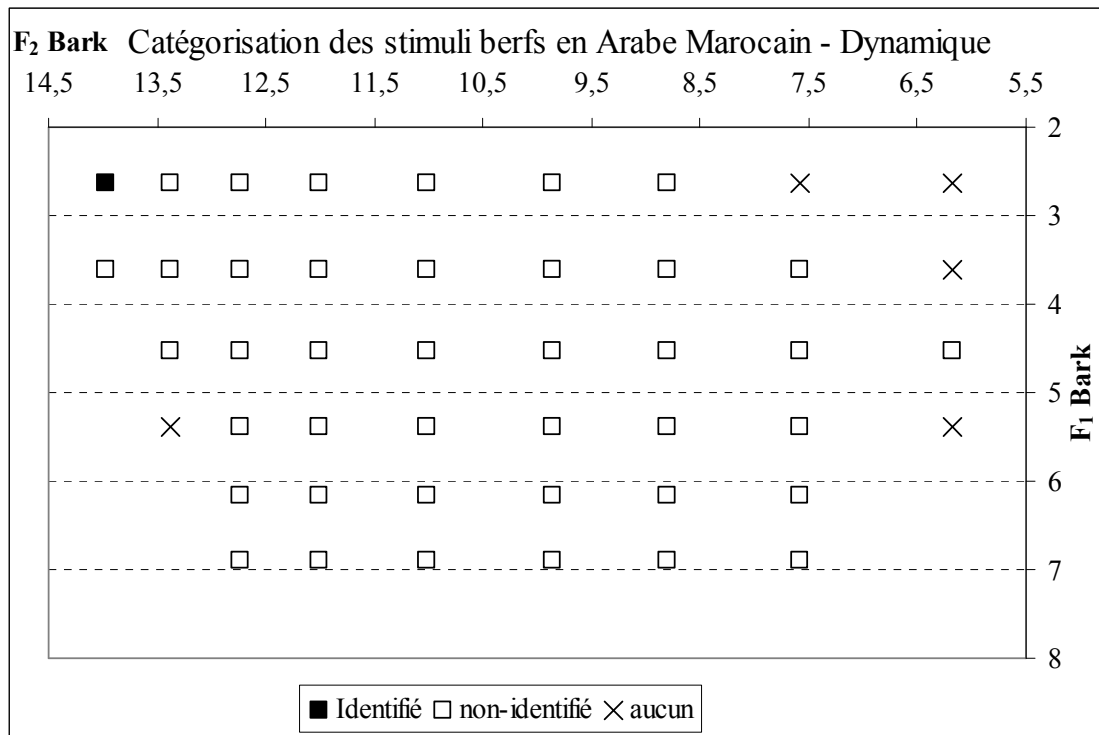 F₂ Bark Catégorisation des stimuli berfs en Arabe Marocain - Dynamique
14,5 13,5 12,5 11,5 10,5 9,5 8,5 7,5 6,5 5,5
2
3
4
5
6
7
8
F₁ Bark
Identifié non-identifié aucun